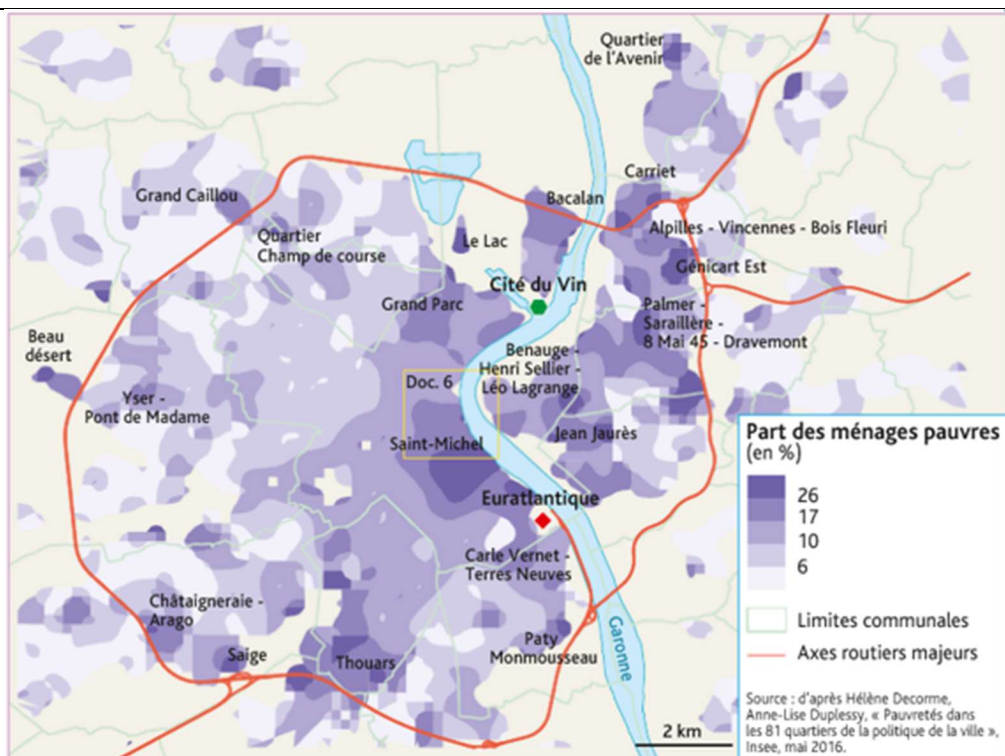 Quartier
de l'Avenir
Carriet
Grand Caillou
Bacalan
Alpilles - Vincennes - Bois Fleuri
Quartier
Champ de course
Le Lac
Génicart Est
Cité du Vin
Grand Parc
Palmer -
Saraillère -
8 Mai 45 - Dravemont
Beau
désert
Benauge -
Henri Sellier -
Léo Lagrange
Doc. 6
Yser -
Pont de Madame
Saint-Michel
Jean Jaurès
Euratlantique
Carle Vernet -
Terres Neuves
Châtaigneraie -
Arago
Saige
Thouars
Paty
Monmousseau
Garonne
2 km
Part des ménages pauvres
(en %)
26
17
10
6
Limites communales
Axes routiers majeurs
Source : d'après Hélène Decorme,
Anne-Lise Duplessy, « Pauvretés dans
les 81 quartiers de la politique de la ville »,
Insee, mai 2016.